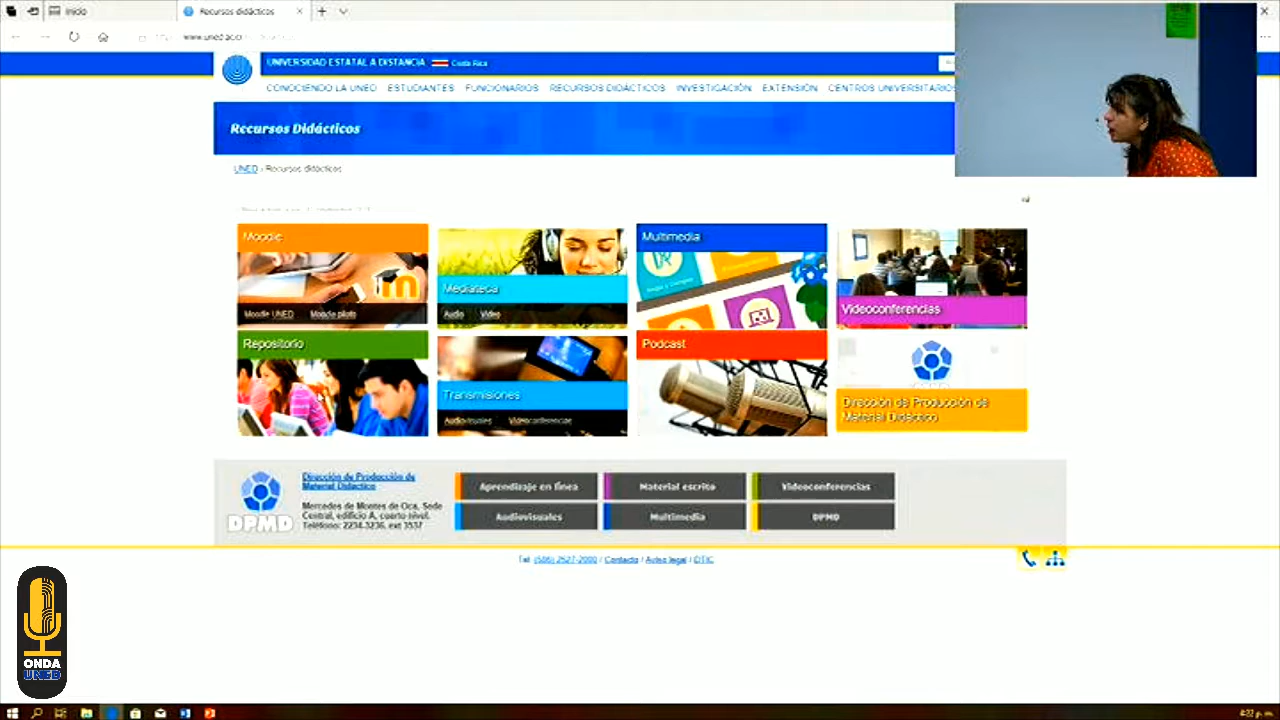 Inicio
Recursos didácticos
UNIVERSIDAD ESTATAL A DISTANCIA Costa Rica
CONOCIENDO LA UNED ESTUDIANTES FUNCIONARIOS RECURSOS DIDÁCTICOS INVESTIGACIÓN EXTENSIÓN CENTROS UNIVERSITARIOS
Recursos Didácticos
UNED › Recursos didácticos
Moodle
Moodle UNED Moodle piloto
Mediateca
Audio Video
Multimedia
Videoconferencias
Repositorio
Transmisiones
Audiovisuales Videoconferencias
Podcast
Dirección de Producción de
Material Didáctico
DPMD
Dirección de Producción de
Material Didáctico
Mercedes de Montes de Oca, Sede
Central, edificio A, cuarto nivel.
Teléfono: 2234-3236, ext 3537
Aprendizaje en línea
Material escrito
Videoconferencias
Audiovisuales
Multimedia
DPMD
Tel: (506) 2527-2000 / Contacto / Aviso legal / DTIC
ONDA
UNED